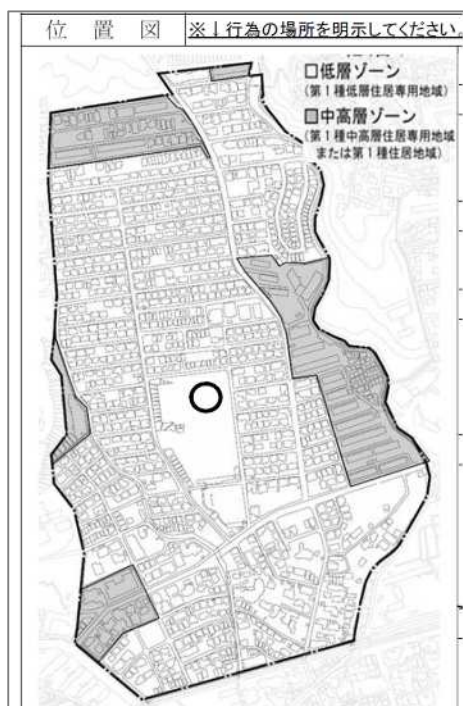 位置図 ※↓行為の場所を明示してください。
□低層ゾーン
(第1種低層住居専用地域)
■中高層ゾーン
(第1種中高層住居専用地域
または第1種住居地域)